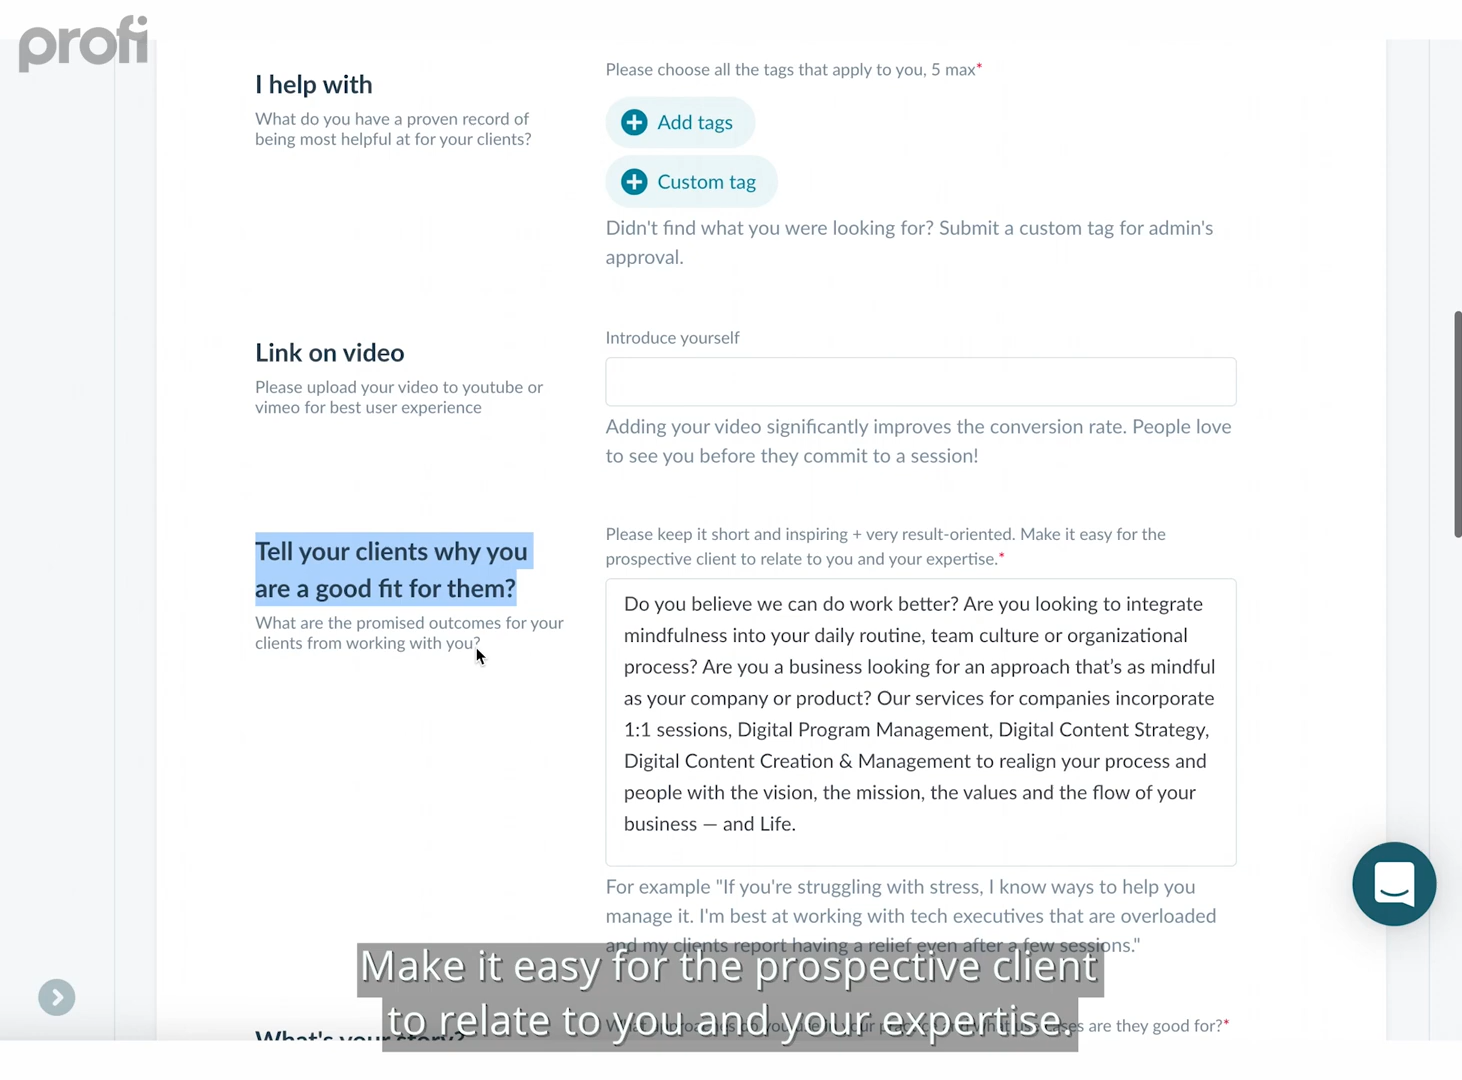 profi
I help with
What do you have a proven record of
being most helpful at for your clients?
Please choose all the tags that apply to you, 5 max*
Add tags
Custom tag
Didn't find what you were looking for? Submit a custom tag for admin's
approval.
Link on video
Please upload your video to youtube or
vimeo for best user experience
Introduce yourself
Adding your video significantly improves the conversion rate. People love
to see you before they commit to a session!
Tell your clients why you
are a good fit for them?
What are the promised outcomes for your
clients from working with you?
Please keep it short and inspiring + very result-oriented. Make it easy for the
prospective client to relate to you and your expertise.*
Do you believe we can do work better? Are you looking to integrate
mindfulness into your daily routine, team culture or organizational
process? Are you a business looking for an approach that’s as mindful
as your company or product? Our services for companies incorporate
1:1 sessions, Digital Program Management, Digital Content Strategy,
Digital Content Creation & Management to realign your process and
people with the vision, the mission, the values and the flow of your
business — and Life.
For example "If you're struggling with stress, I know ways to help you
manage it. I'm best at working with tech executives that are overloaded
and my clients report having a relief even after a few sessions."
What's your story?
are they good for?*
Make it easy for the prospective client
to relate to you and your expertise.